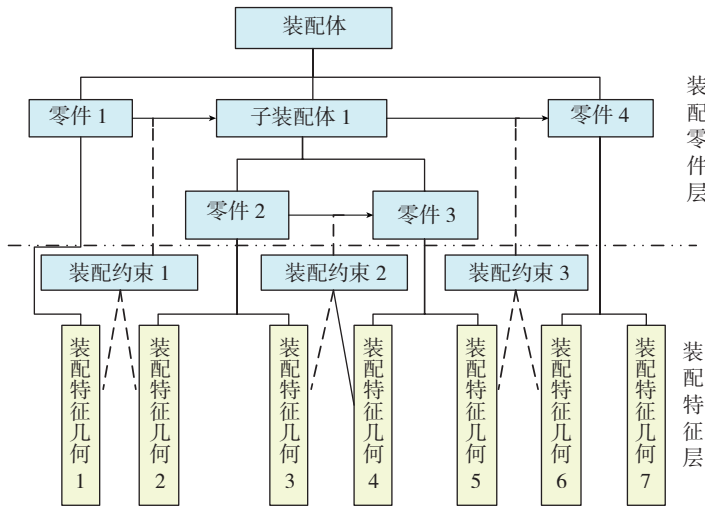 装配体
零件 1
子装配体 1
零件 4
装配零件层
零件 2
零件 3
装配约束 1
装配约束 2
装配约束 3
装配特征几何 1
装配特征几何 2
装配特征几何 3
装配特征几何 4
装配特征几何 5
装配特征几何 6
装配特征几何 7
装配特征层